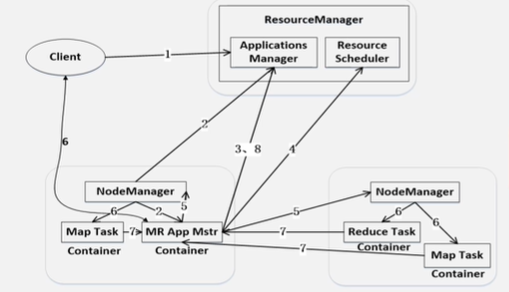 ResourceManager
Client
1
Applications
Manager
Resource
Scheduler
2
3、8
4
6
NodeManager
5
6
2
Map Task
7
MR App Mstr
Container
Container
5
7
7
NodeManager
6
6
Reduce Task
Container
Map Task
Container